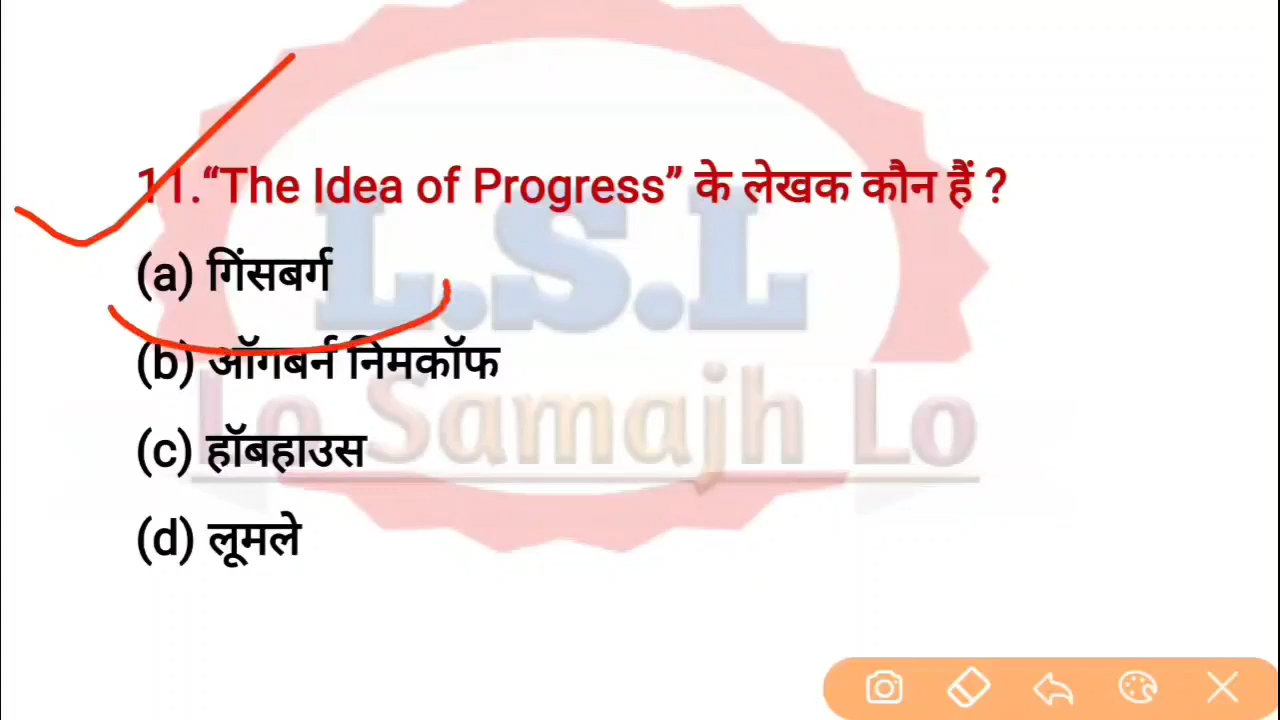 11.“The Idea of Progress” के लेखक कौन हैं ?
(a) गिंसबर्ग
L.S.L
(b) ऑगबर्न निमकॉफ
Lo Samajh Lo
(c) हॉबहाउस
(d) लूमले